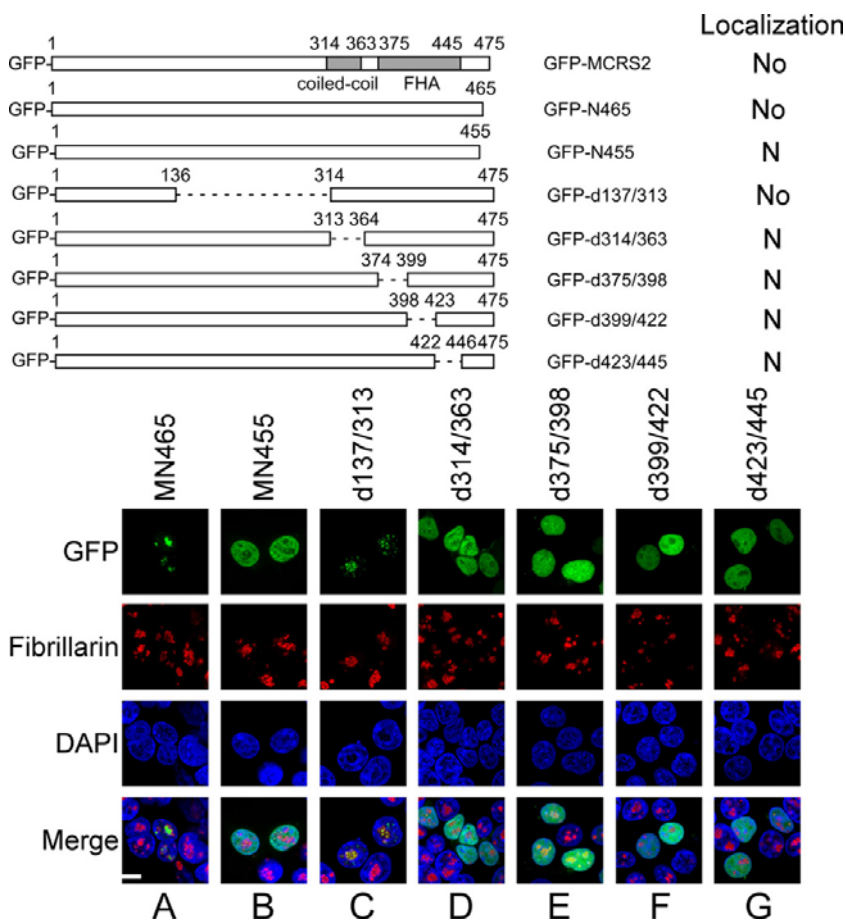 Localization
1 314 363 375 445 475
GFP- GFP-MCRS2 No
coiled-coil FHA
1 465
GFP- GFP-N465 No
1 455
GFP- GFP-N455 N
1 136 314 475
GFP- GFP-d137/313 No
1 313 364 475
GFP- GFP-d314/363 N
1 374 399 475
GFP- GFP-d375/398 N
1 398 423 475
GFP- GFP-d399/422 N
1 422 446 475
GFP- GFP-d423/445 N
MN465 MN455 d137/313 d314/363 d375/398 d399/422 d423/445
GFP
Fibrillarin
DAPI
Merge
A B C D E F G